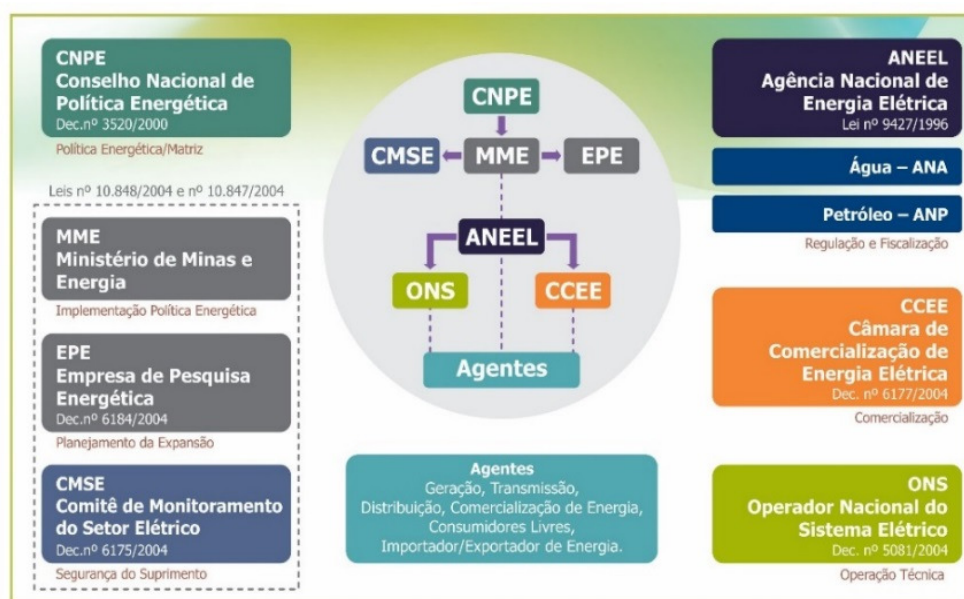 CNPE
Conselho Nacional de
Política Energética
Dec.nº 3520/2000
Política Energética/Matriz
Leis nº 10.848/2004 e nº 10.847/2004
MME
Ministério de Minas e
Energia
Implementação Política Energética
EPE
Empresa de Pesquisa
Energética
Dec.nº 6184/2004
Planejamento da Expansão
CMSE
Comitê de Monitoramento
do Setor Elétrico
Dec.nº 6175/2004
Segurança do Suprimento
CNPE
CMSE
MME
EPE
ANEEL
ONS
CCEE
Agentes
Agentes
Geração, Transmissão,
Distribuição, Comercialização de Energia,
Consumidores Livres,
Importador/Exportador de Energia.
ANEEL
Agência Nacional de
Energia Elétrica
Lei nº 9427/1996
Água – ANA
Petróleo – ANP
Regulação e Fiscalização
CCEE
Câmara de
Comercialização de
Energia Elétrica
Dec. nº 6177/2004
Comercialização
ONS
Operador Nacional do
Sistema Elétrico
Dec. nº 5081/2004
Operação Técnica